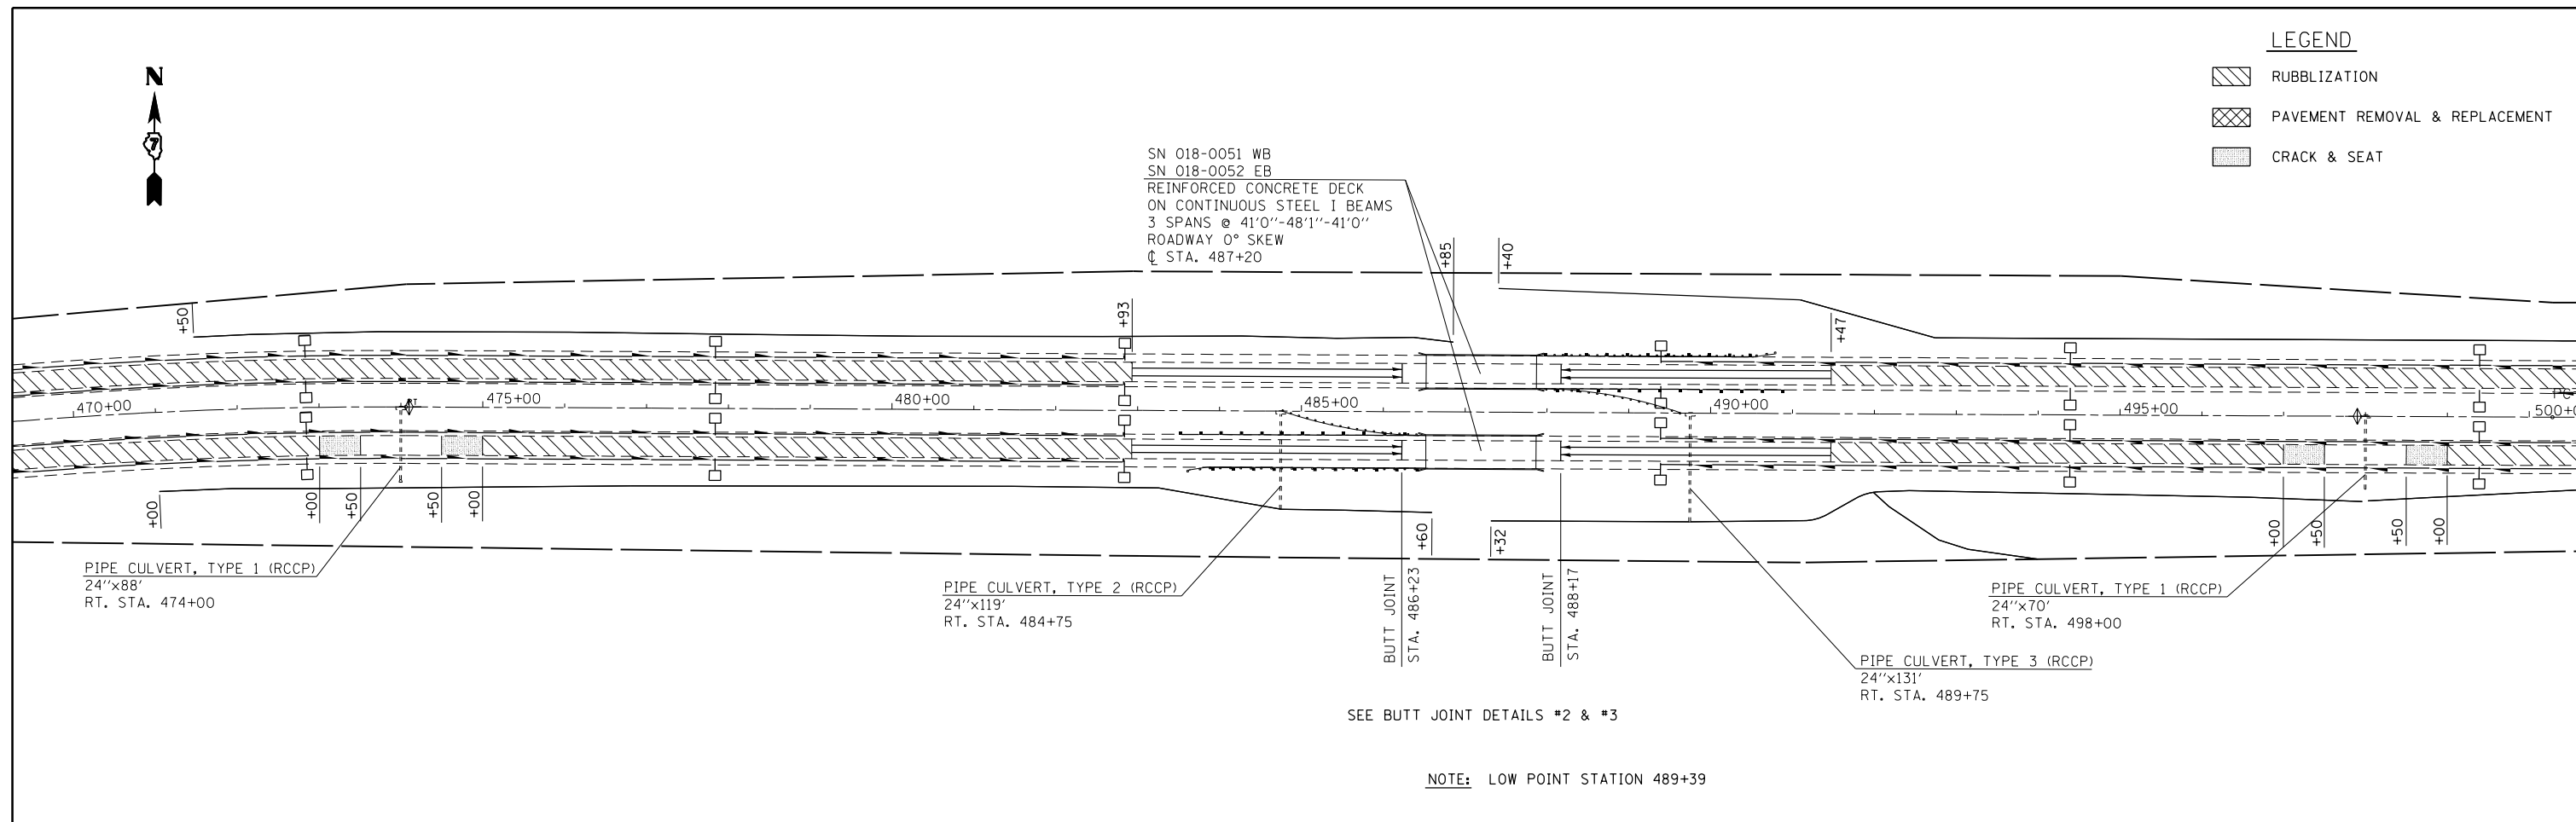 LEGEND
RUBBLIZATION
PAVEMENT REMOVAL & REPLACEMENT
CRACK & SEAT
N
7
SN 018-0051 WB
SN 018-0052 EB
REINFORCED CONCRETE DECK
ON CONTINUOUS STEEL I BEAMS
3 SPANS @ 41'0''-48'1''-41'0''
ROADWAY 0° SKEW
℄ STA. 487+20
+50
+93
+85
+40
+47
470+00
RT
475+00
480+00
485+00
490+00
495+00
+00
+00
+50
+50
+00
+60
+32
+00
+50
+50
+00
PIPE CULVERT, TYPE 1 (RCCP)
24''x88'
RT. STA. 474+00
PIPE CULVERT, TYPE 2 (RCCP)
24''x119'
RT. STA. 484+75
BUTT JOINT
STA. 486+23
BUTT JOINT
STA. 488+17
PIPE CULVERT, TYPE 1 (RCCP)
24''x70'
RT. STA. 498+00
PIPE CULVERT, TYPE 3 (RCCP)
24''x131'
RT. STA. 489+75
SEE BUTT JOINT DETAILS #2 & #3
NOTE: LOW POINT STATION 489+39